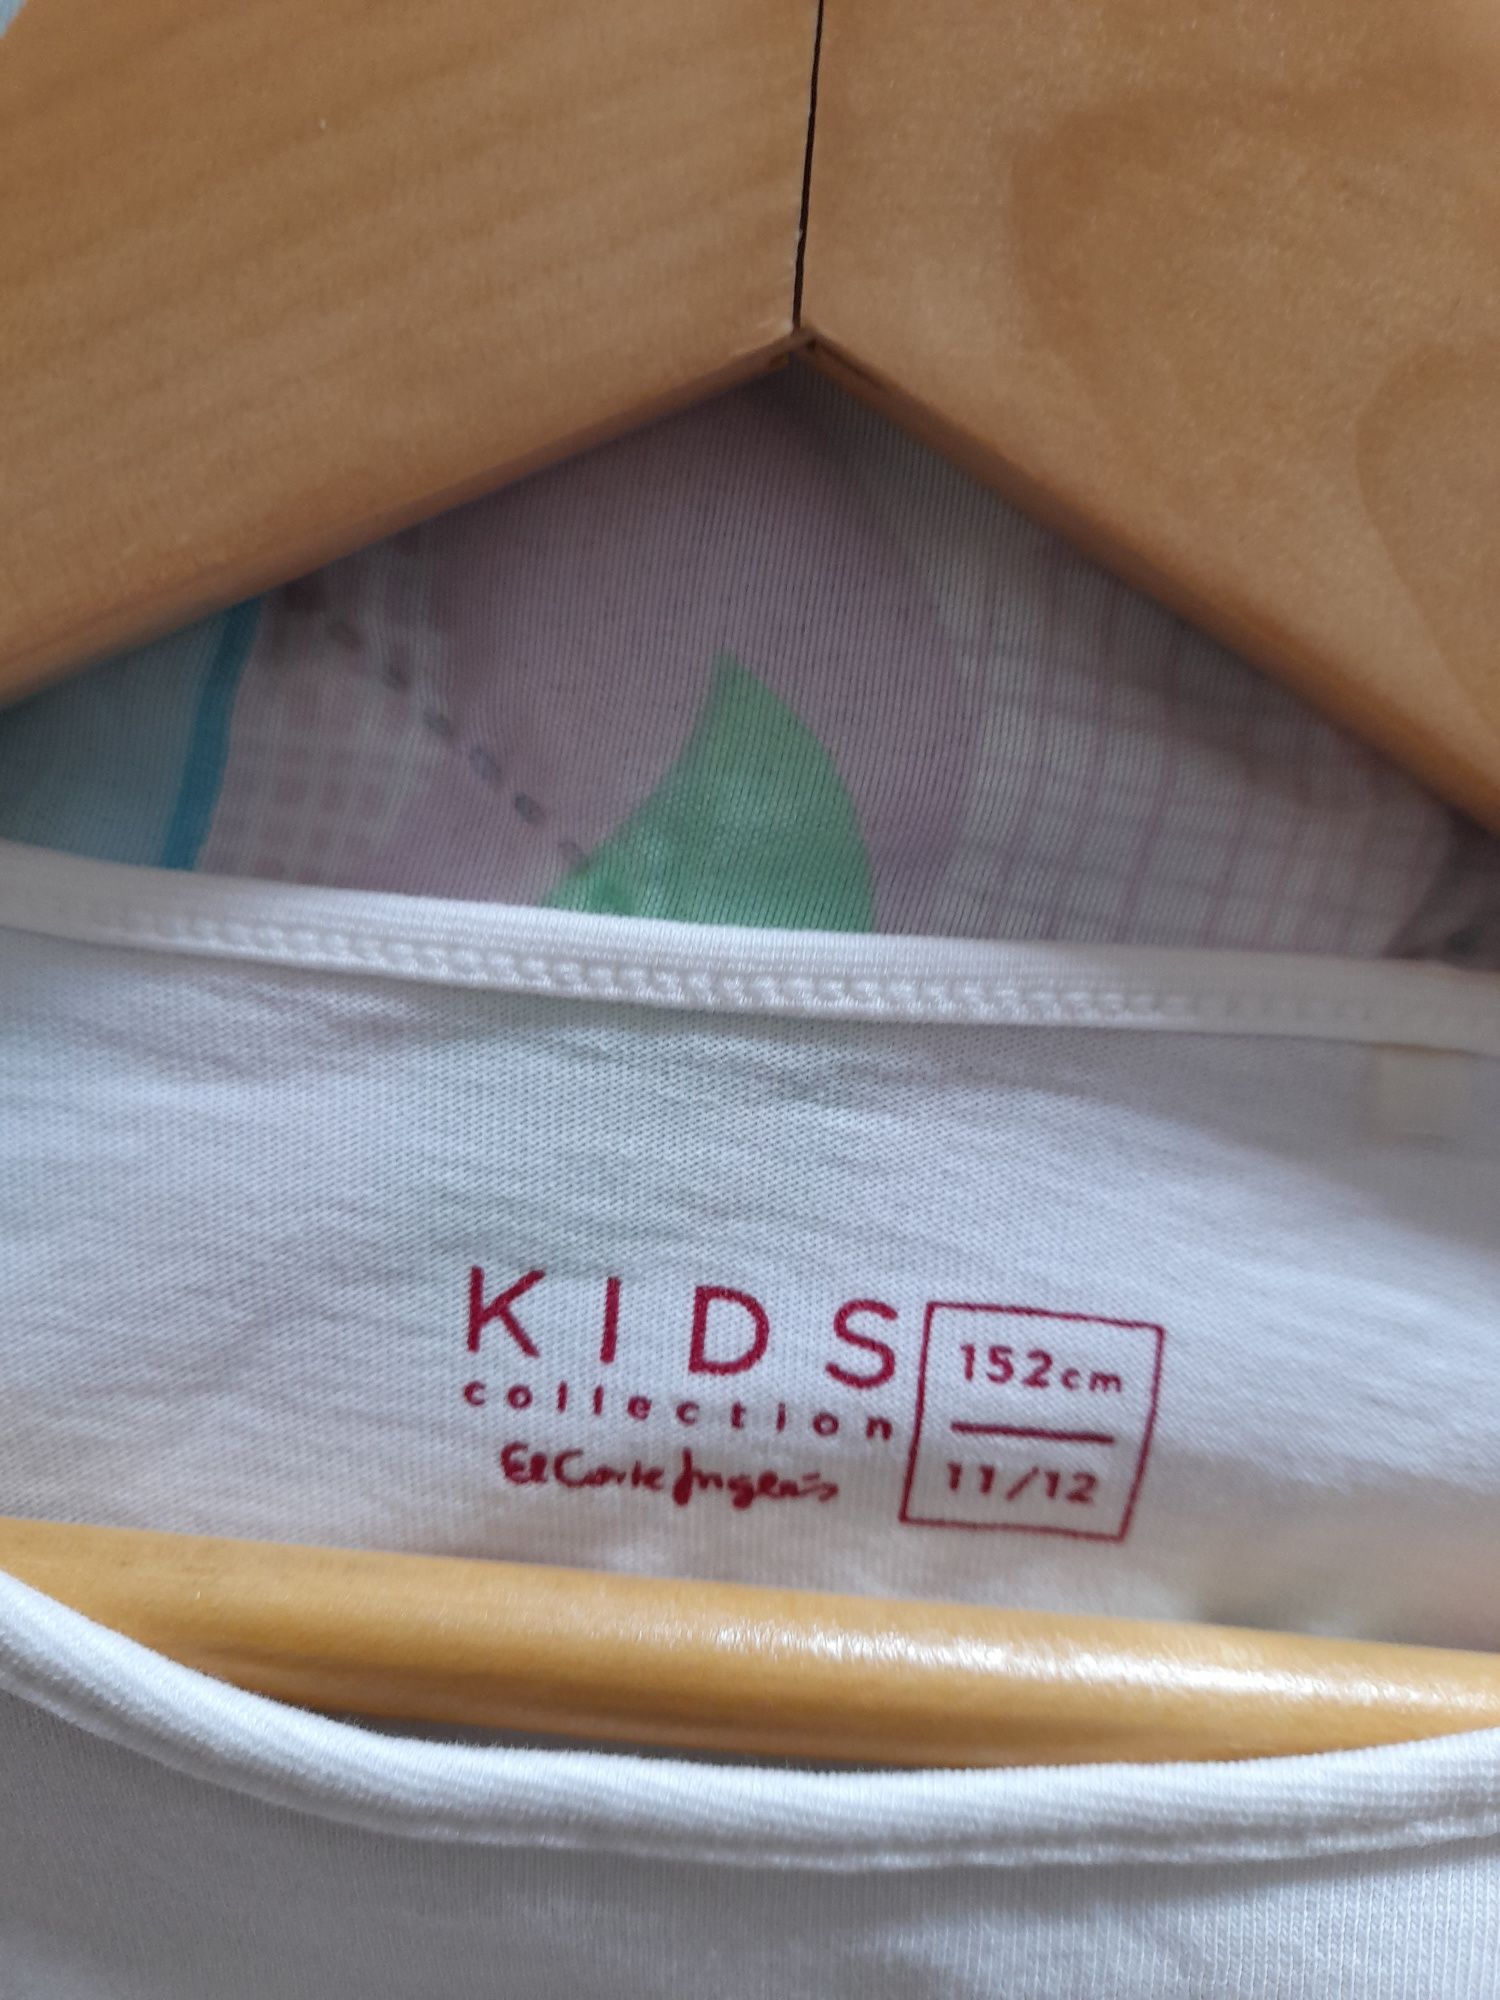 KIDS
collection
El Corte Inglés
152cm
11/12